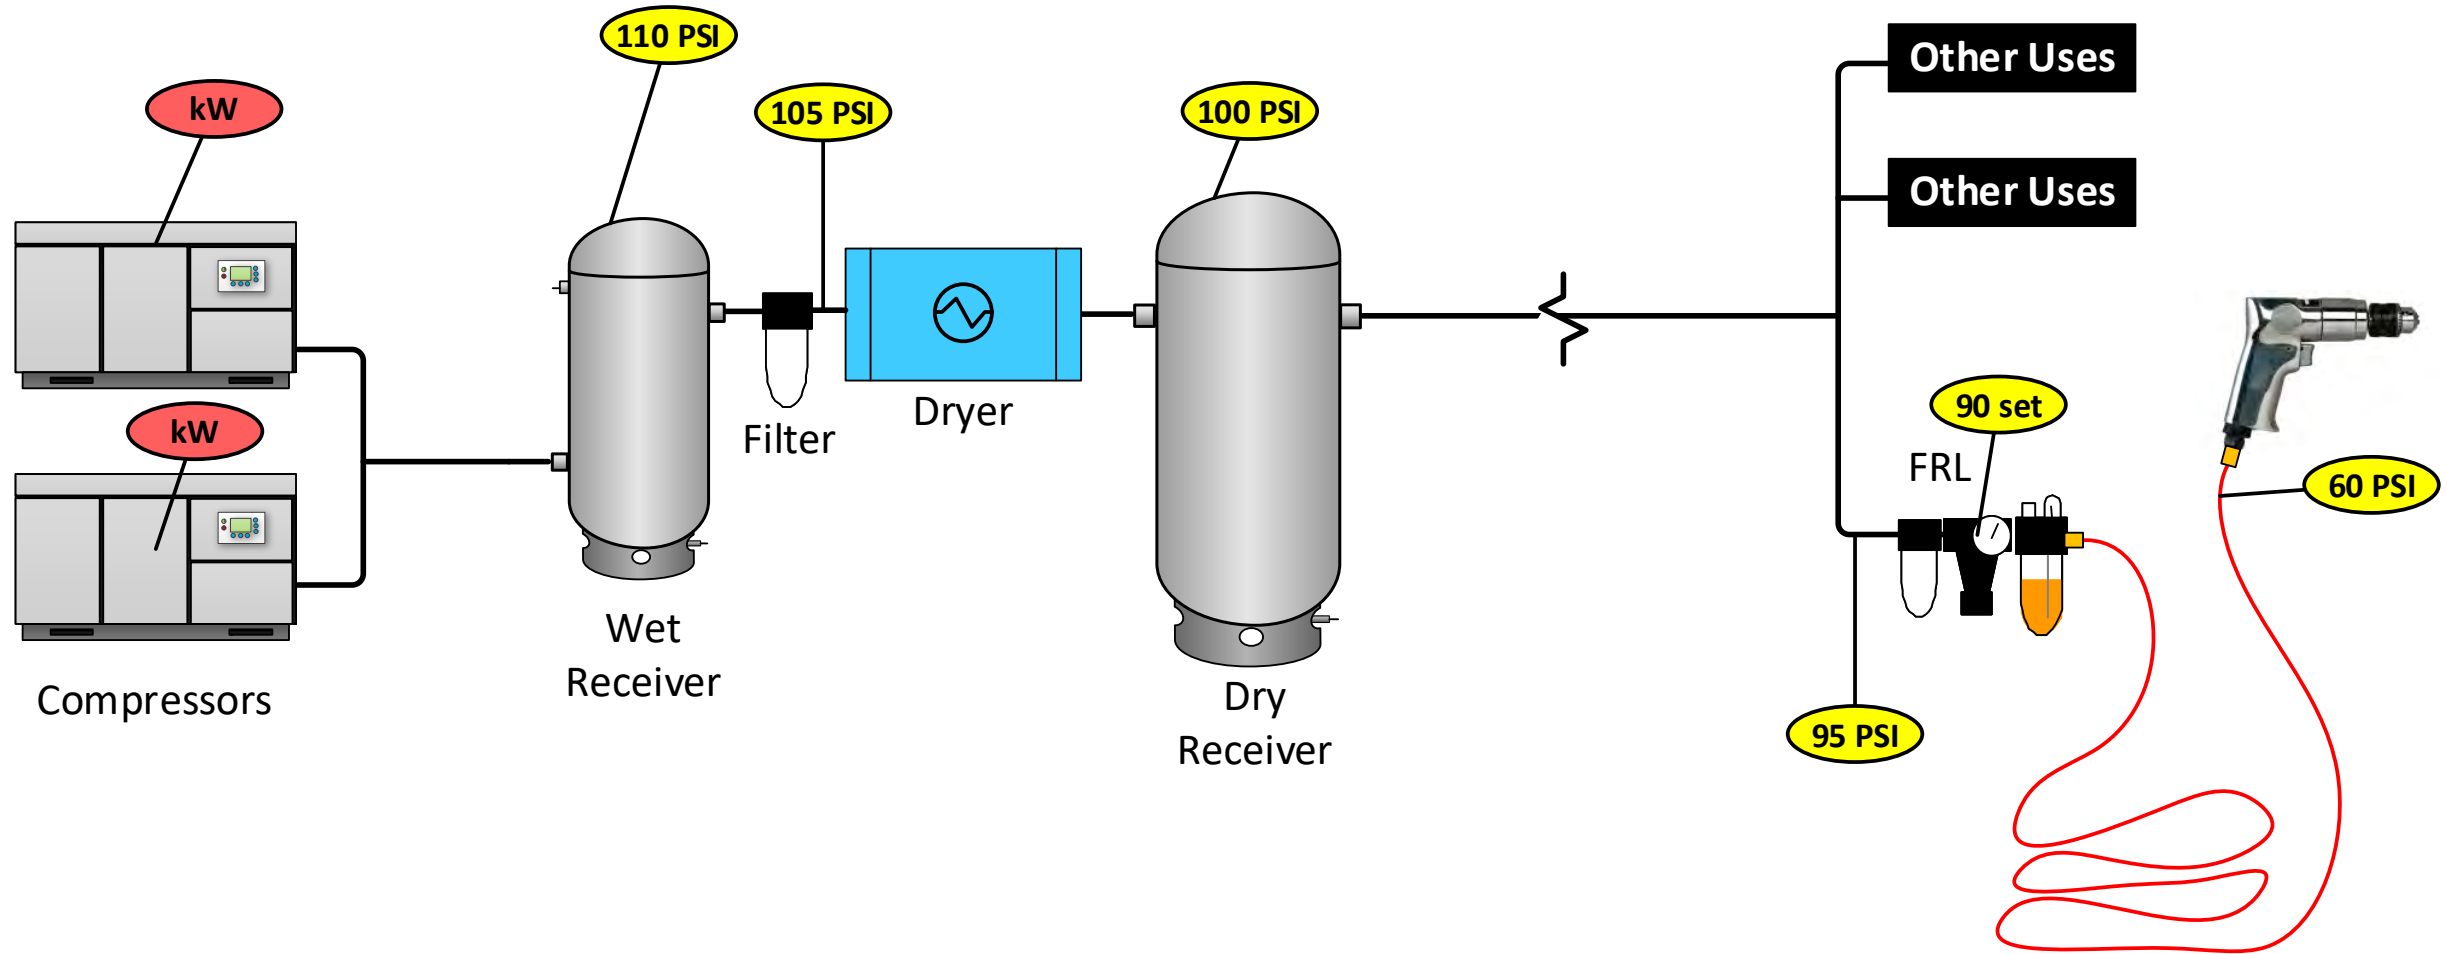 110 PSI
Other Uses
kW
105 PSI
100 PSI
Other Uses
kW
Filter
Dryer
90 set
FRL
60 PSI
Wet
Receiver
Compressors
Dry
Receiver
95 PSI